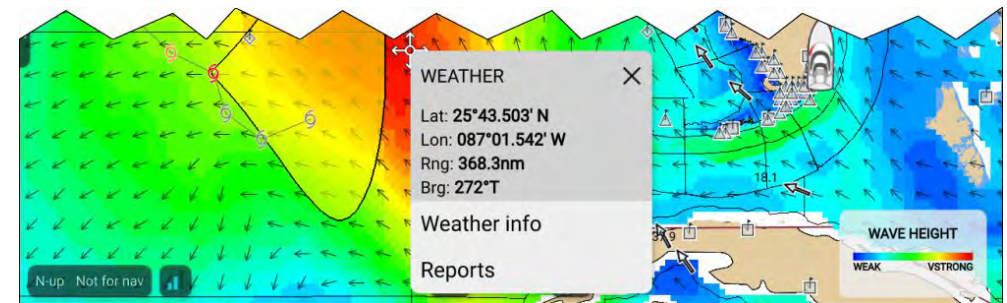 WEATHER
Lat: 25°43.503' N
Lon: 087°01.542' W
Rng: 368.3nm
Brg: 272°T
Weather info
Reports
18.1
WAVE HEIGHT
WEAK VSTRONG
N-up Not for nav